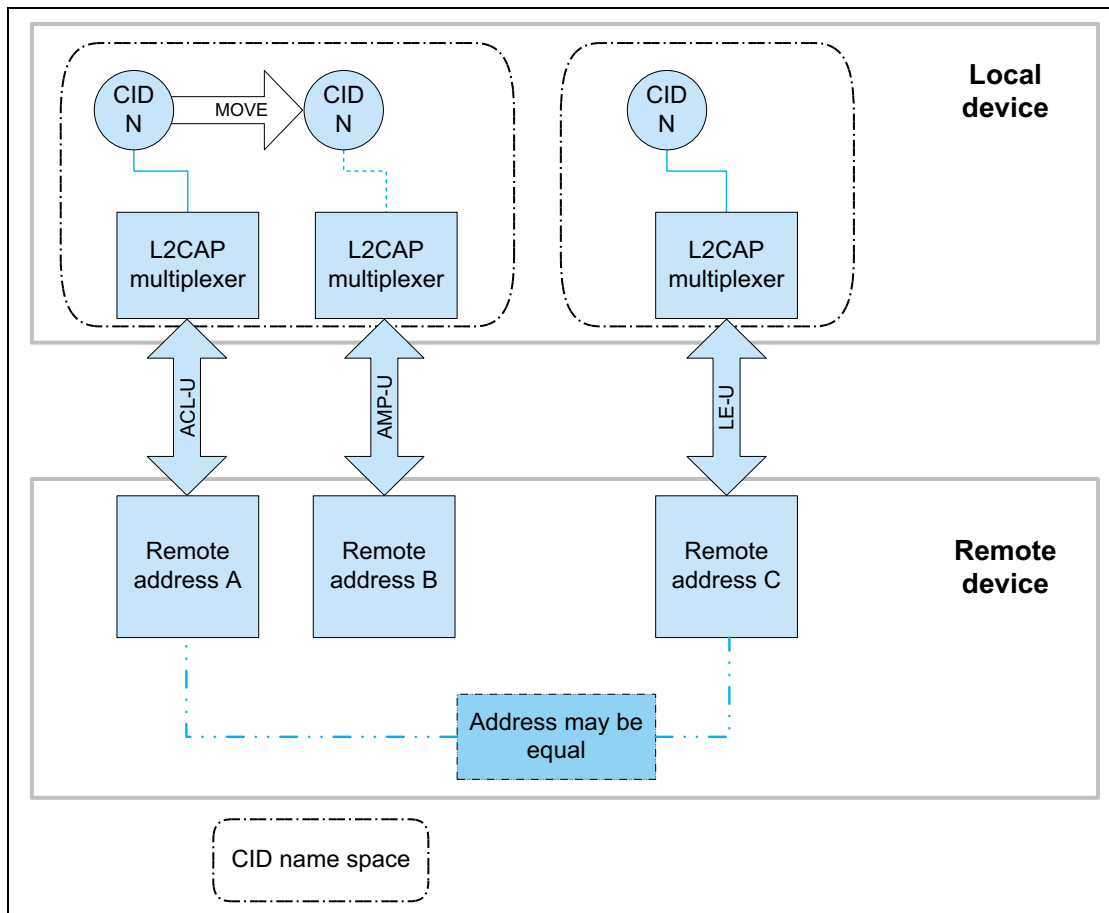 Local
device
CID
N
MOVE
CID
N
CID
N
L2CAP
multiplexer
L2CAP
multiplexer
L2CAP
multiplexer
ACL-U
AMP-U
LE-U
Remote
address A
Remote
address B
Remote
address C
Remote
device
Address may be
equal
CID name space